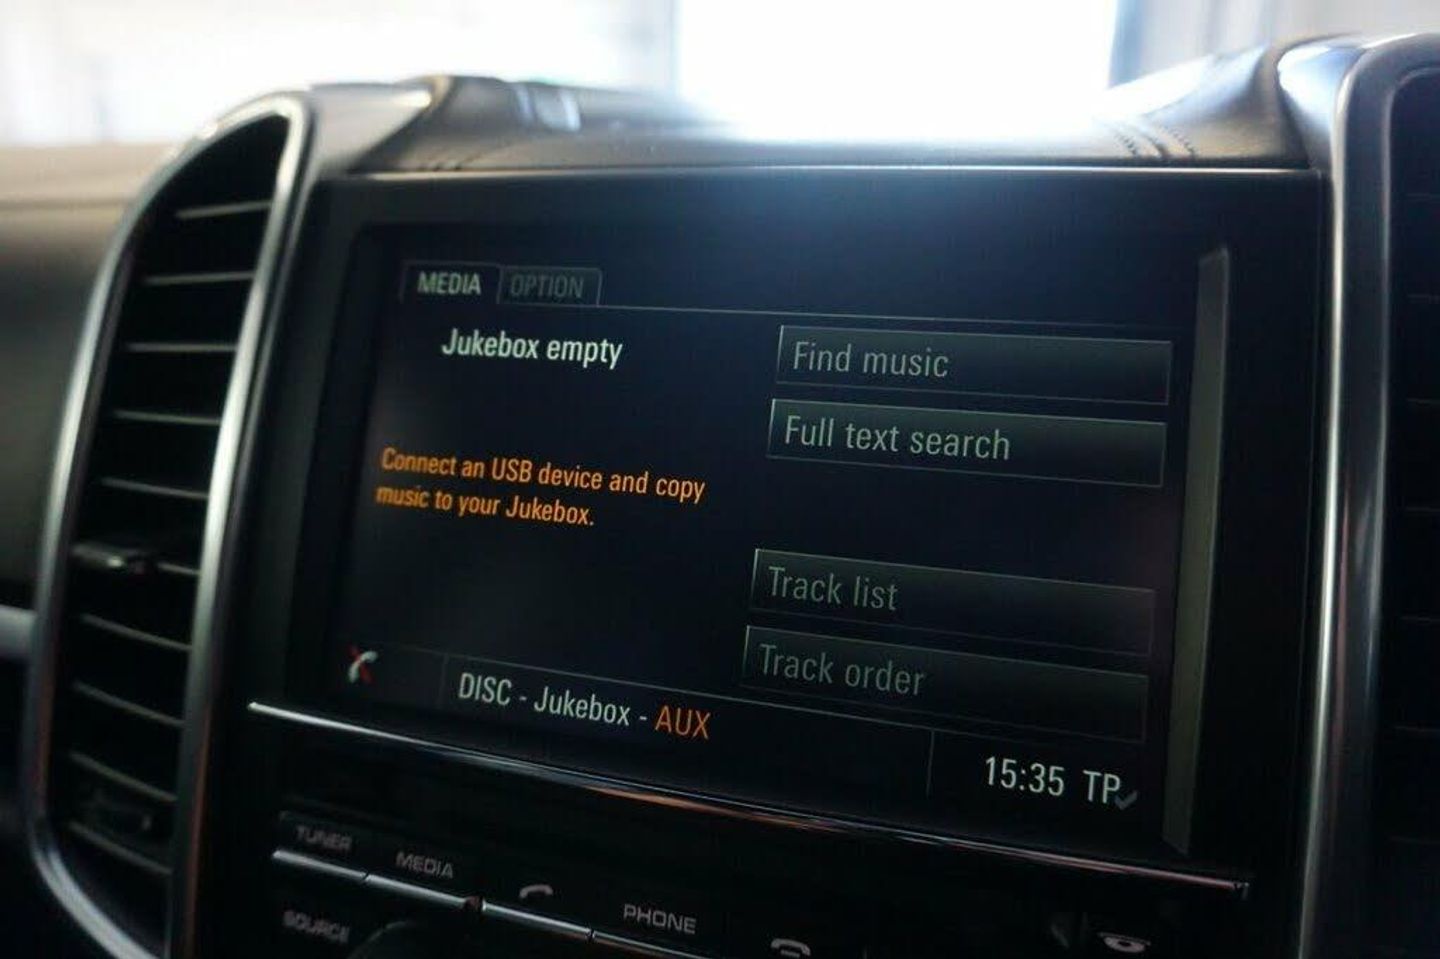 MEDIA OPTION
Jukebox empty
Find music
Full text search
Connect an USB device and copy
music to your Jukebox.
Track list
Track order
DISC - Jukebox - AUX
15:35 TP
TUNER MEDIA
SOURCE PHONE